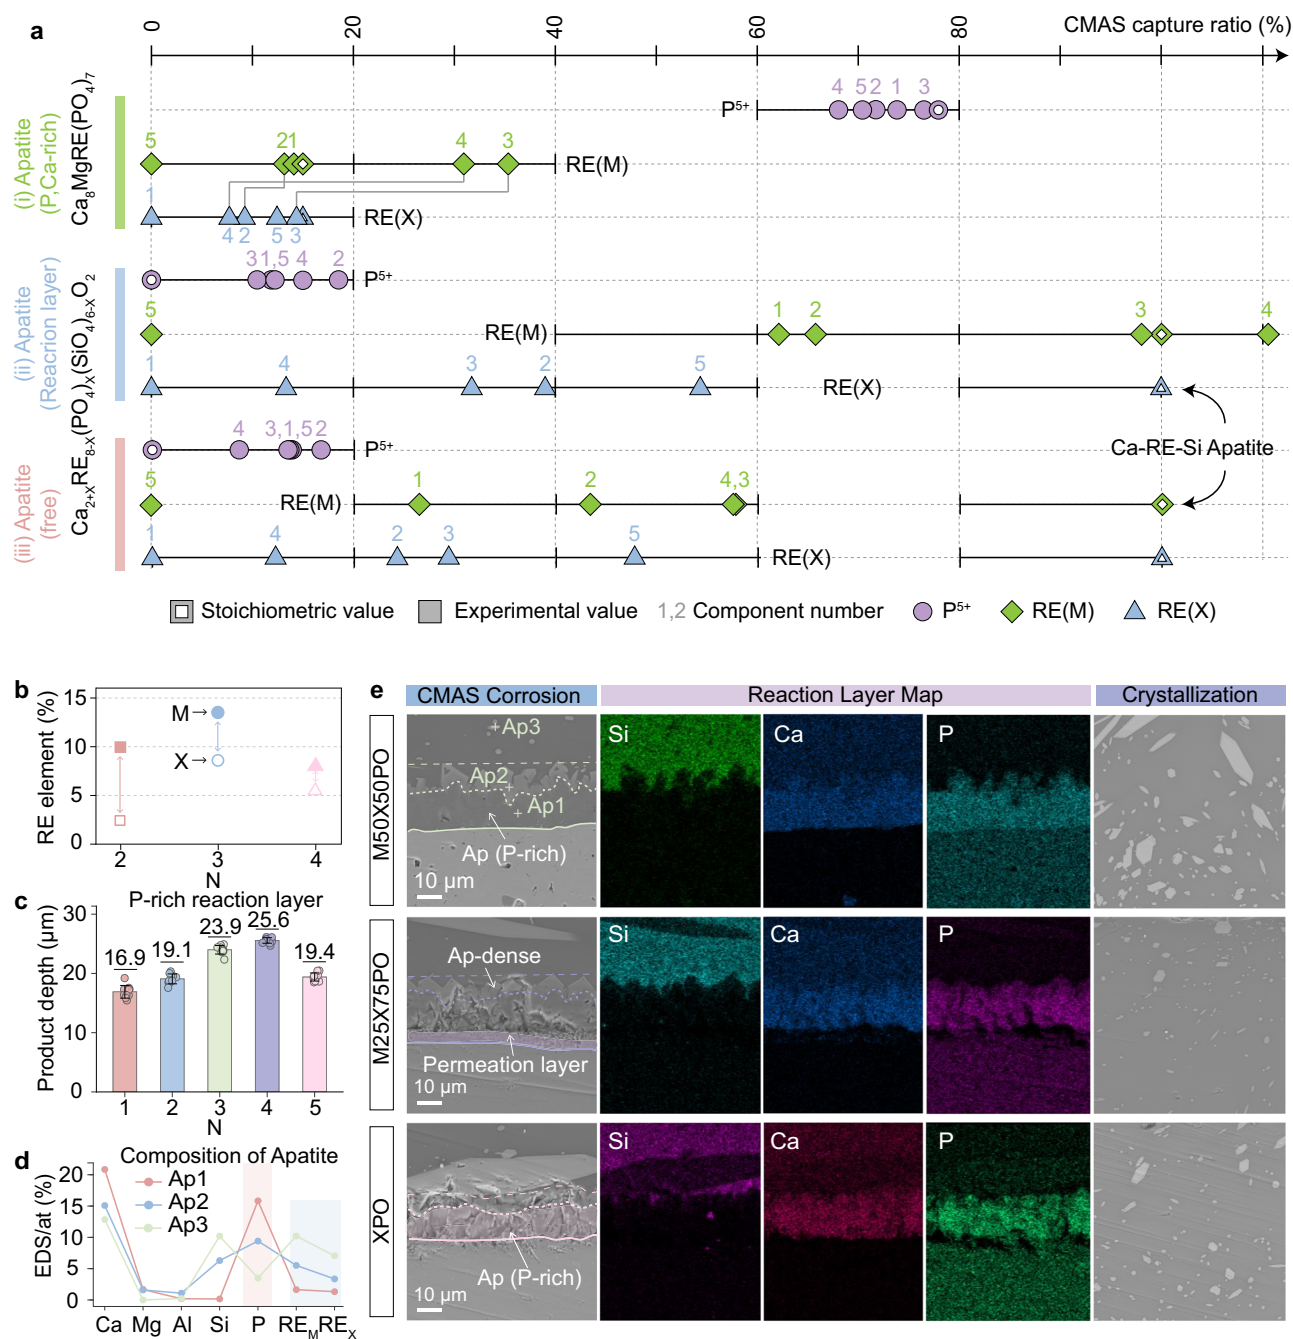 a
0
20
40
60
80
CMAS capture ratio (%)
(i) Apatite
(P,Ca-rich)
Ca8MgRE(PO4)7
P5+
4 5 2 1 3
5 2 1 4 3
RE(M)
1
4 2 5 3
RE(X)
(ii) Apatite
(Reacrion layer)
Ca2+XRE8-X(PO4)X(SiO4)6-XO2
3 1,5 4 2
P5+
5
RE(M)
1 2 3 4
1 4 3 2 5
RE(X)
Ca-RE-Si Apatite
(iii) Apatite
(free)
4 3,1,5 2
P5+
5
RE(M)
1 2 4,3
1 4 2 3 5
RE(X)
Stoichiometric value
Experimental value
1,2 Component number
P5+
RE(M)
RE(X)
b
RE element (%)
15
10
5
0
M
X
2 3 4
N
c
P-rich reaction layer
Product depth (μm)
30
20
10
0
16.9
19.1
23.9
25.6
19.4
1 2 3 4 5
N
d
Composition of Apatite
EDS/at (%)
20
15
10
5
0
Ap1
Ap2
Ap3
Ca Mg Al Si P REM REX
e
CMAS Corrosion
Reaction Layer Map
Crystallization
M50X50PO
+Ap3
Ap2
+
+Ap1
Ap (P-rich)
10 μm
Si
Ca
P
M25X75PO
Ap-dense
Permeation layer
10 μm
Si
Ca
P
XPO
Ap (P-rich)
10 μm
Si
Ca
P